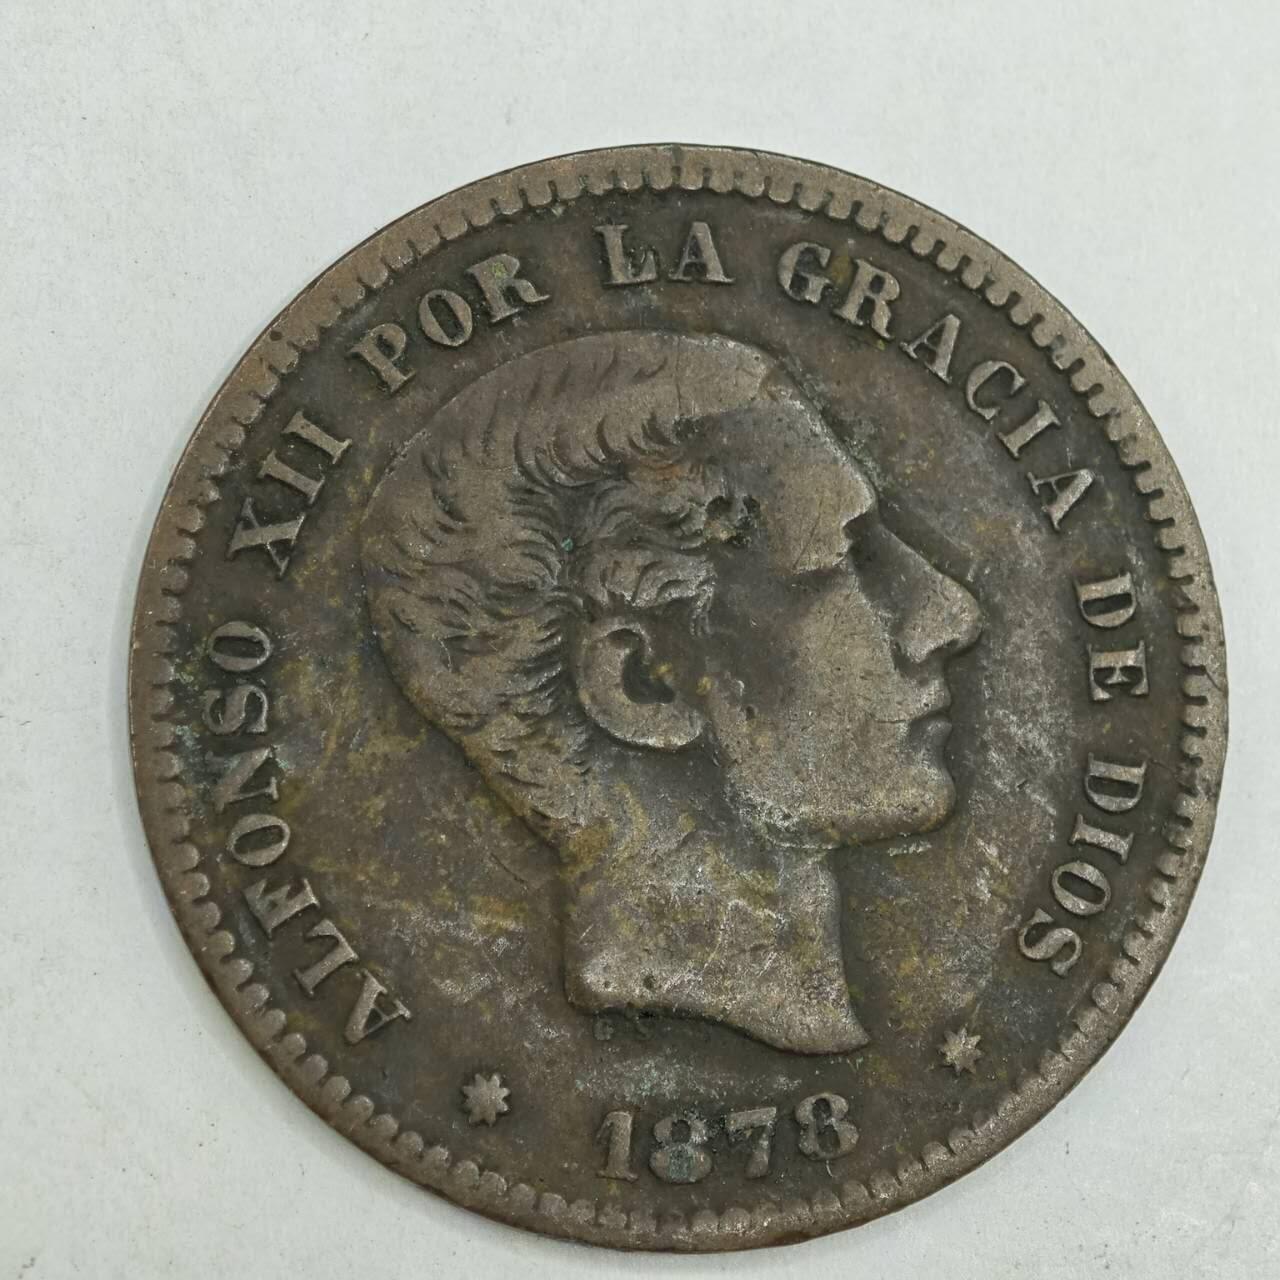 ALFONSO XII POR LA GRACIA DE DIOS
G S
1878